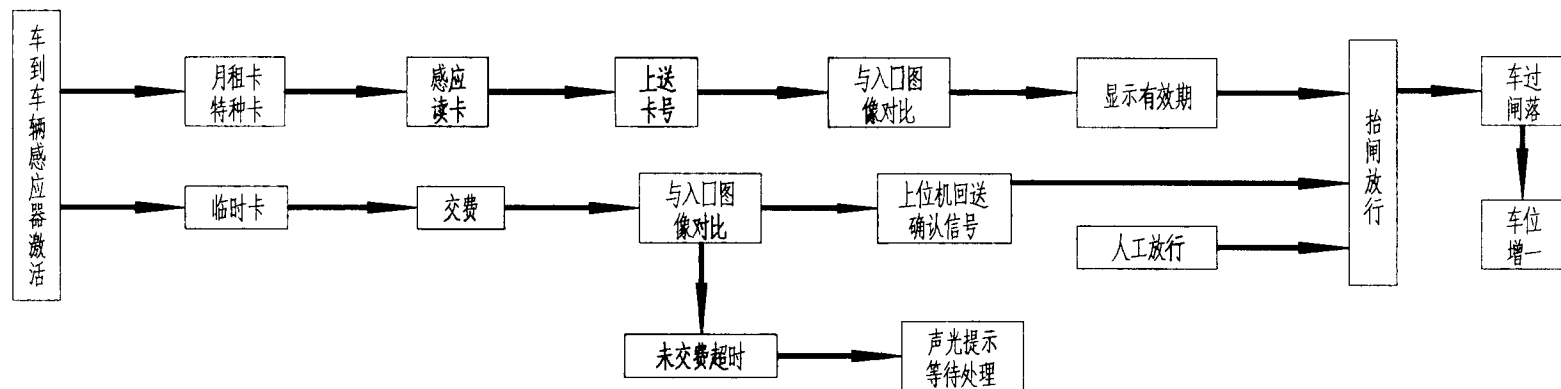 车到车辆感应器激活
月租卡
特种卡
感应
读卡
上送
卡号
与入口图
像对比
显示有效期
抬闸放行
车过
闸落
临时卡
交费
与入口图
像对比
上位机回送
确认信号
人工放行
车位
增一
未交费超时
声光提示
等待处理